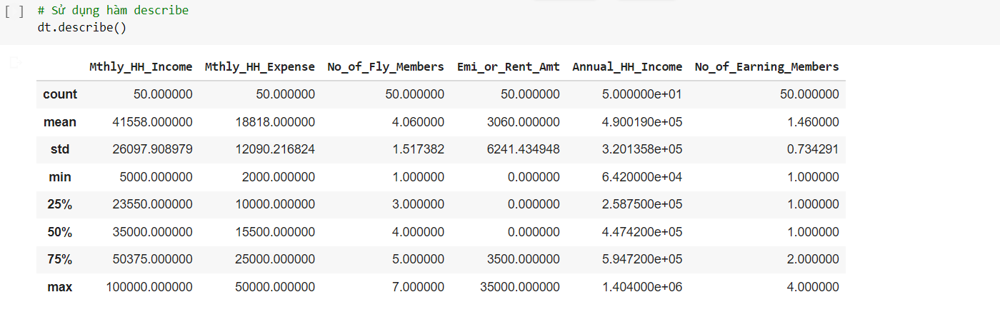 [ ] # Sử dụng hàm describe
dt.describe()
Mthly_HH_Income Mthly_HH_Expense No_of_Fly_Members Emi_or_Rent_Amt Annual_HH_Income No_of_Earning_Members
count 50.000000 50.000000 50.000000 50.000000 5.000000e+01 50.000000
mean 41558.000000 18818.000000 4.060000 3060.000000 4.900190e+05 1.460000
std 26097.908979 12090.216824 1.517382 6241.434948 3.201358e+05 0.734291
min 5000.000000 2000.000000 1.000000 0.000000 6.420000e+04 1.000000
25% 23550.000000 10000.000000 3.000000 0.000000 2.587500e+05 1.000000
50% 35000.000000 15500.000000 4.000000 0.000000 4.474200e+05 1.000000
75% 50375.000000 25000.000000 5.000000 3500.000000 5.947200e+05 2.000000
max 100000.000000 50000.000000 7.000000 35000.000000 1.404000e+06 4.000000